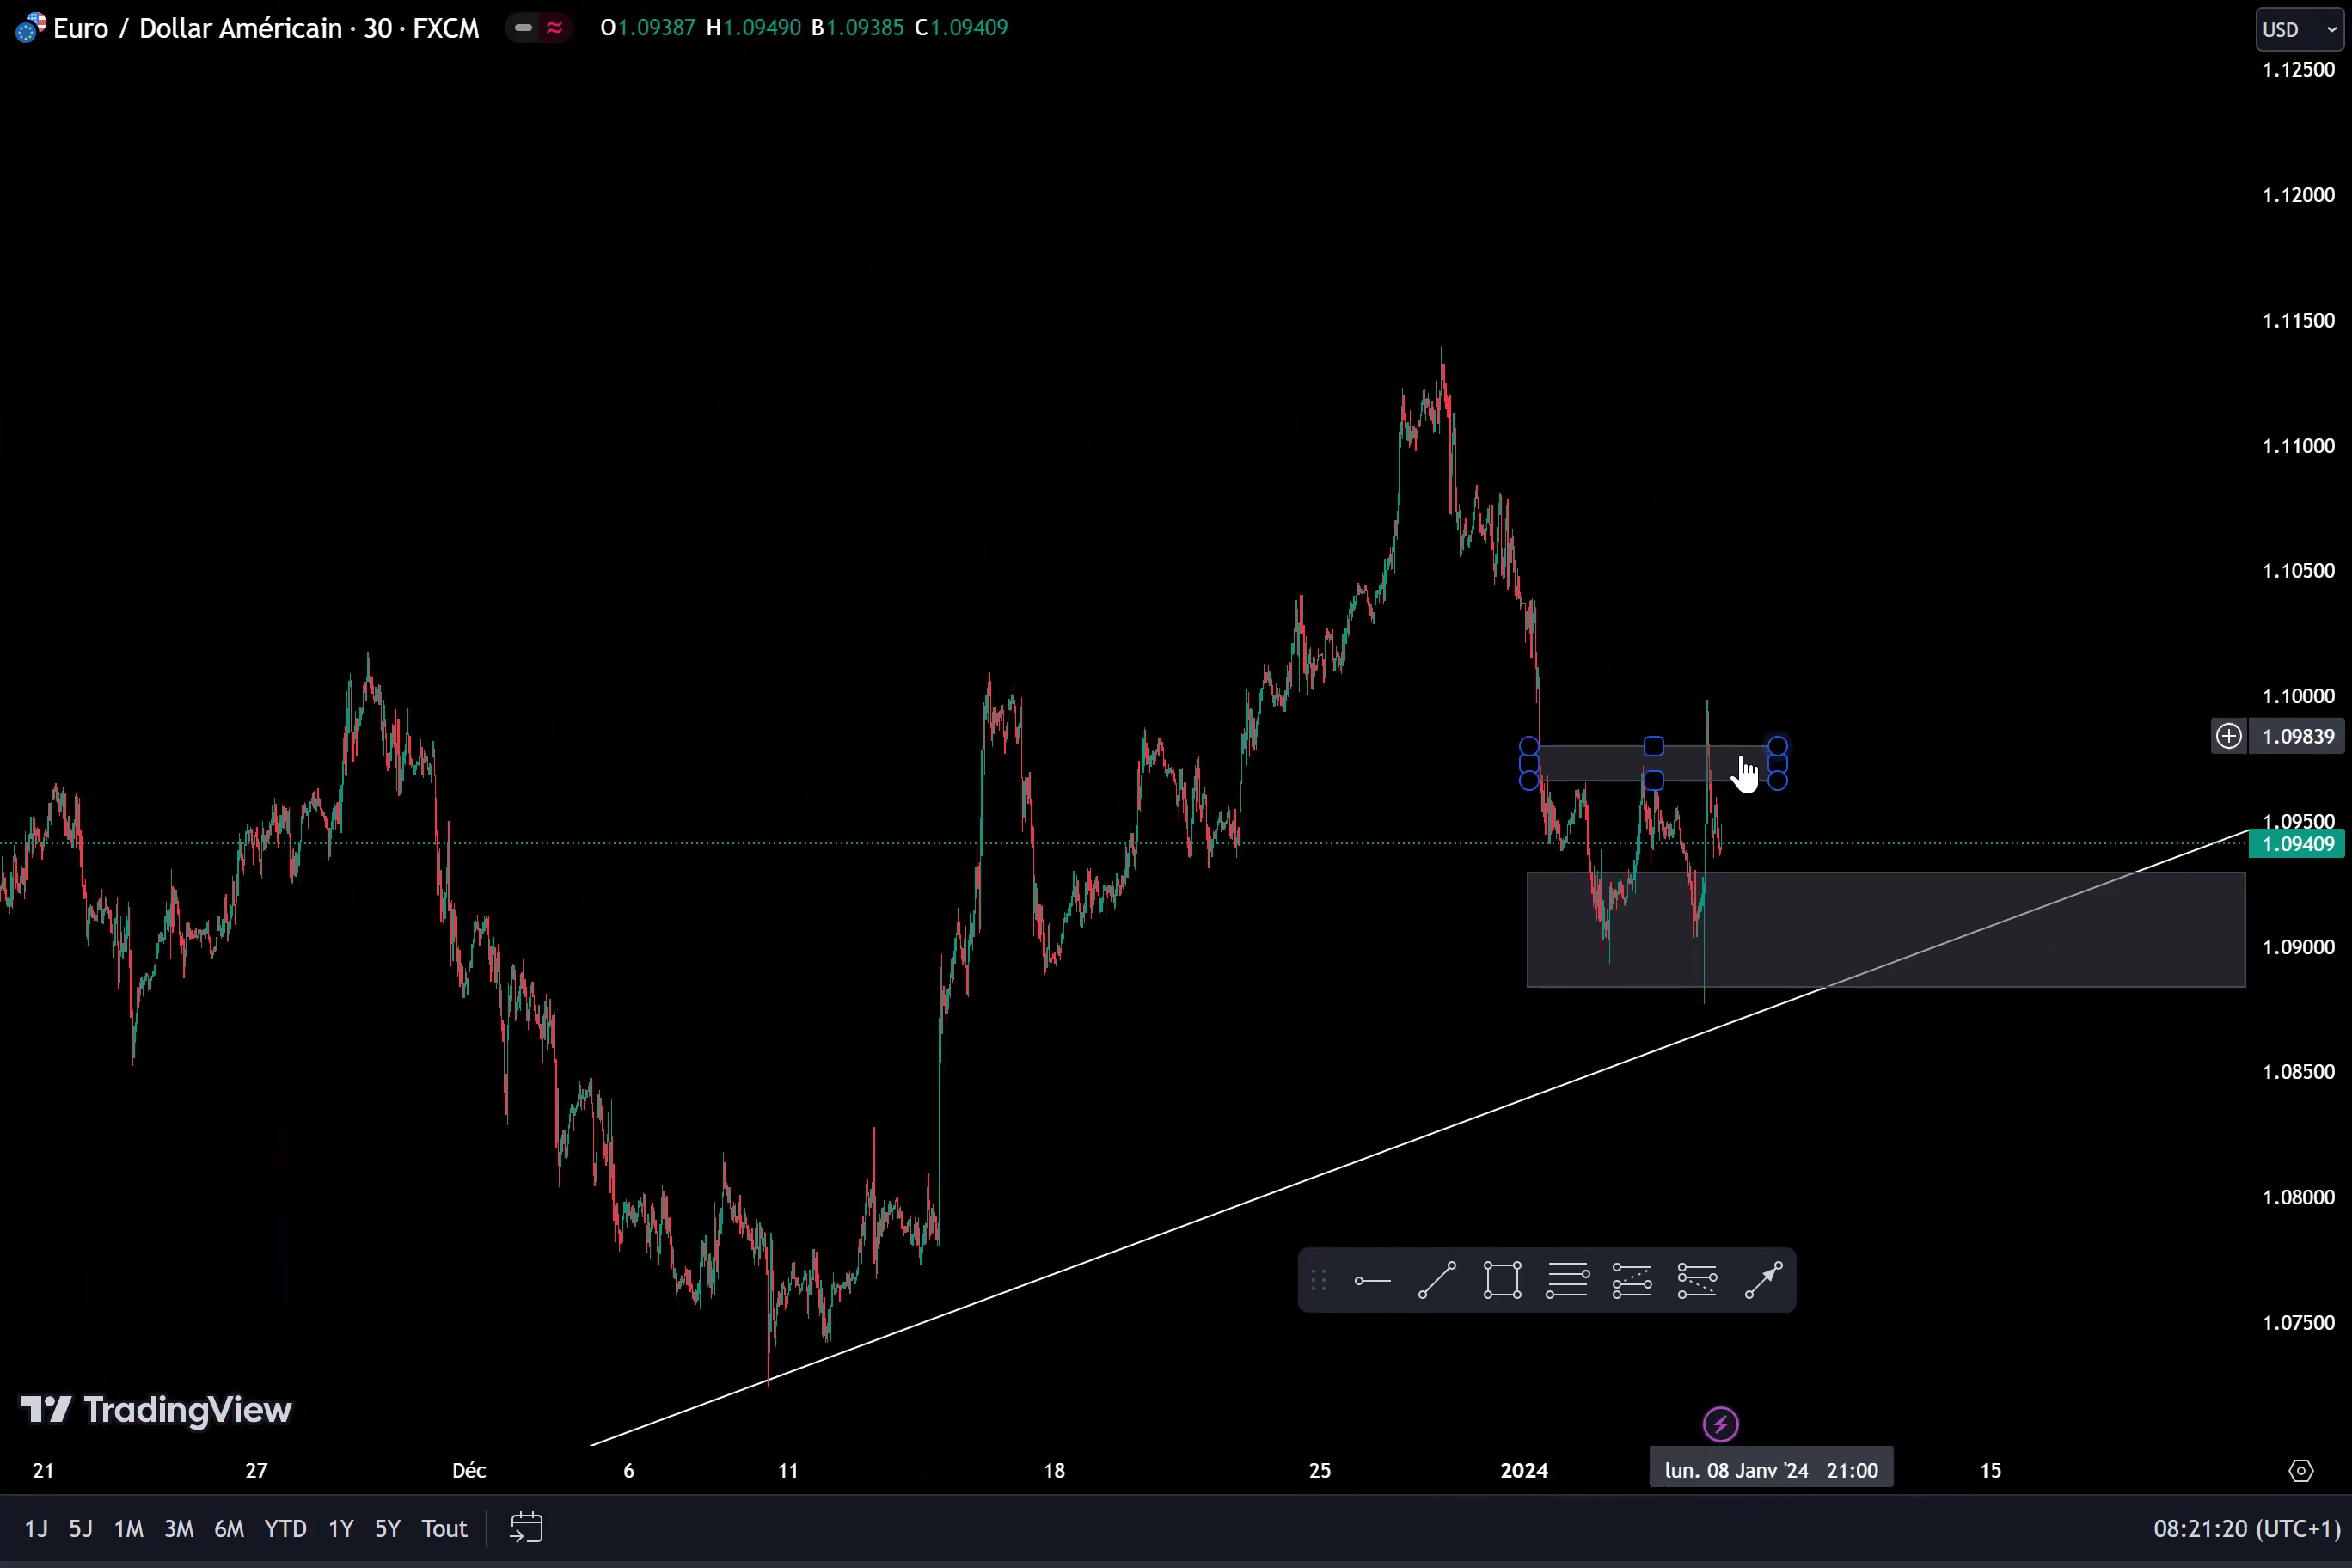 Euro / Dollar Américain · 30 · FXCM O1.09387 H1.09490 B1.09385 C1.09409
USD
1.12500
1.12000
1.11500
1.11000
1.10500
1.10000
1.09839
1.09500
1.09409
1.09000
1.08500
1.08000
1.07500
TradingView
21 27 Déc 6 11 18 25 2024 lun. 08 Janv '24 21:00 15
1J 5J 1M 3M 6M YTD 1Y 5Y Tout 08:21:20 (UTC+1)